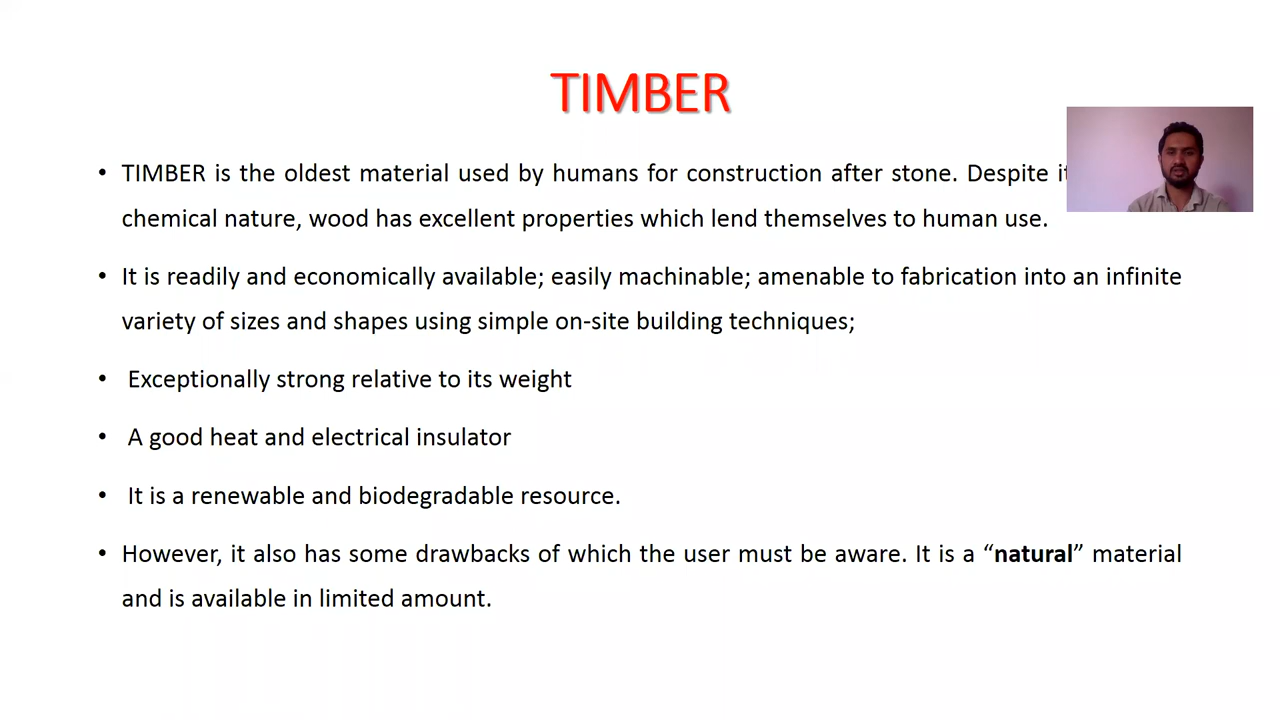 TIMBER
• TIMBER is the oldest material used by humans for construction after stone. Despite
chemical nature, wood has excellent properties which lend themselves to human use.
• It is readily and economically available; easily machinable; amenable to fabrication into an infinite
variety of sizes and shapes using simple on-site building techniques;
• Exceptionally strong relative to its weight
• A good heat and electrical insulator
• It is a renewable and biodegradable resource.
• However, it also has some drawbacks of which the user must be aware. It is a “natural” material
and is available in limited amount.